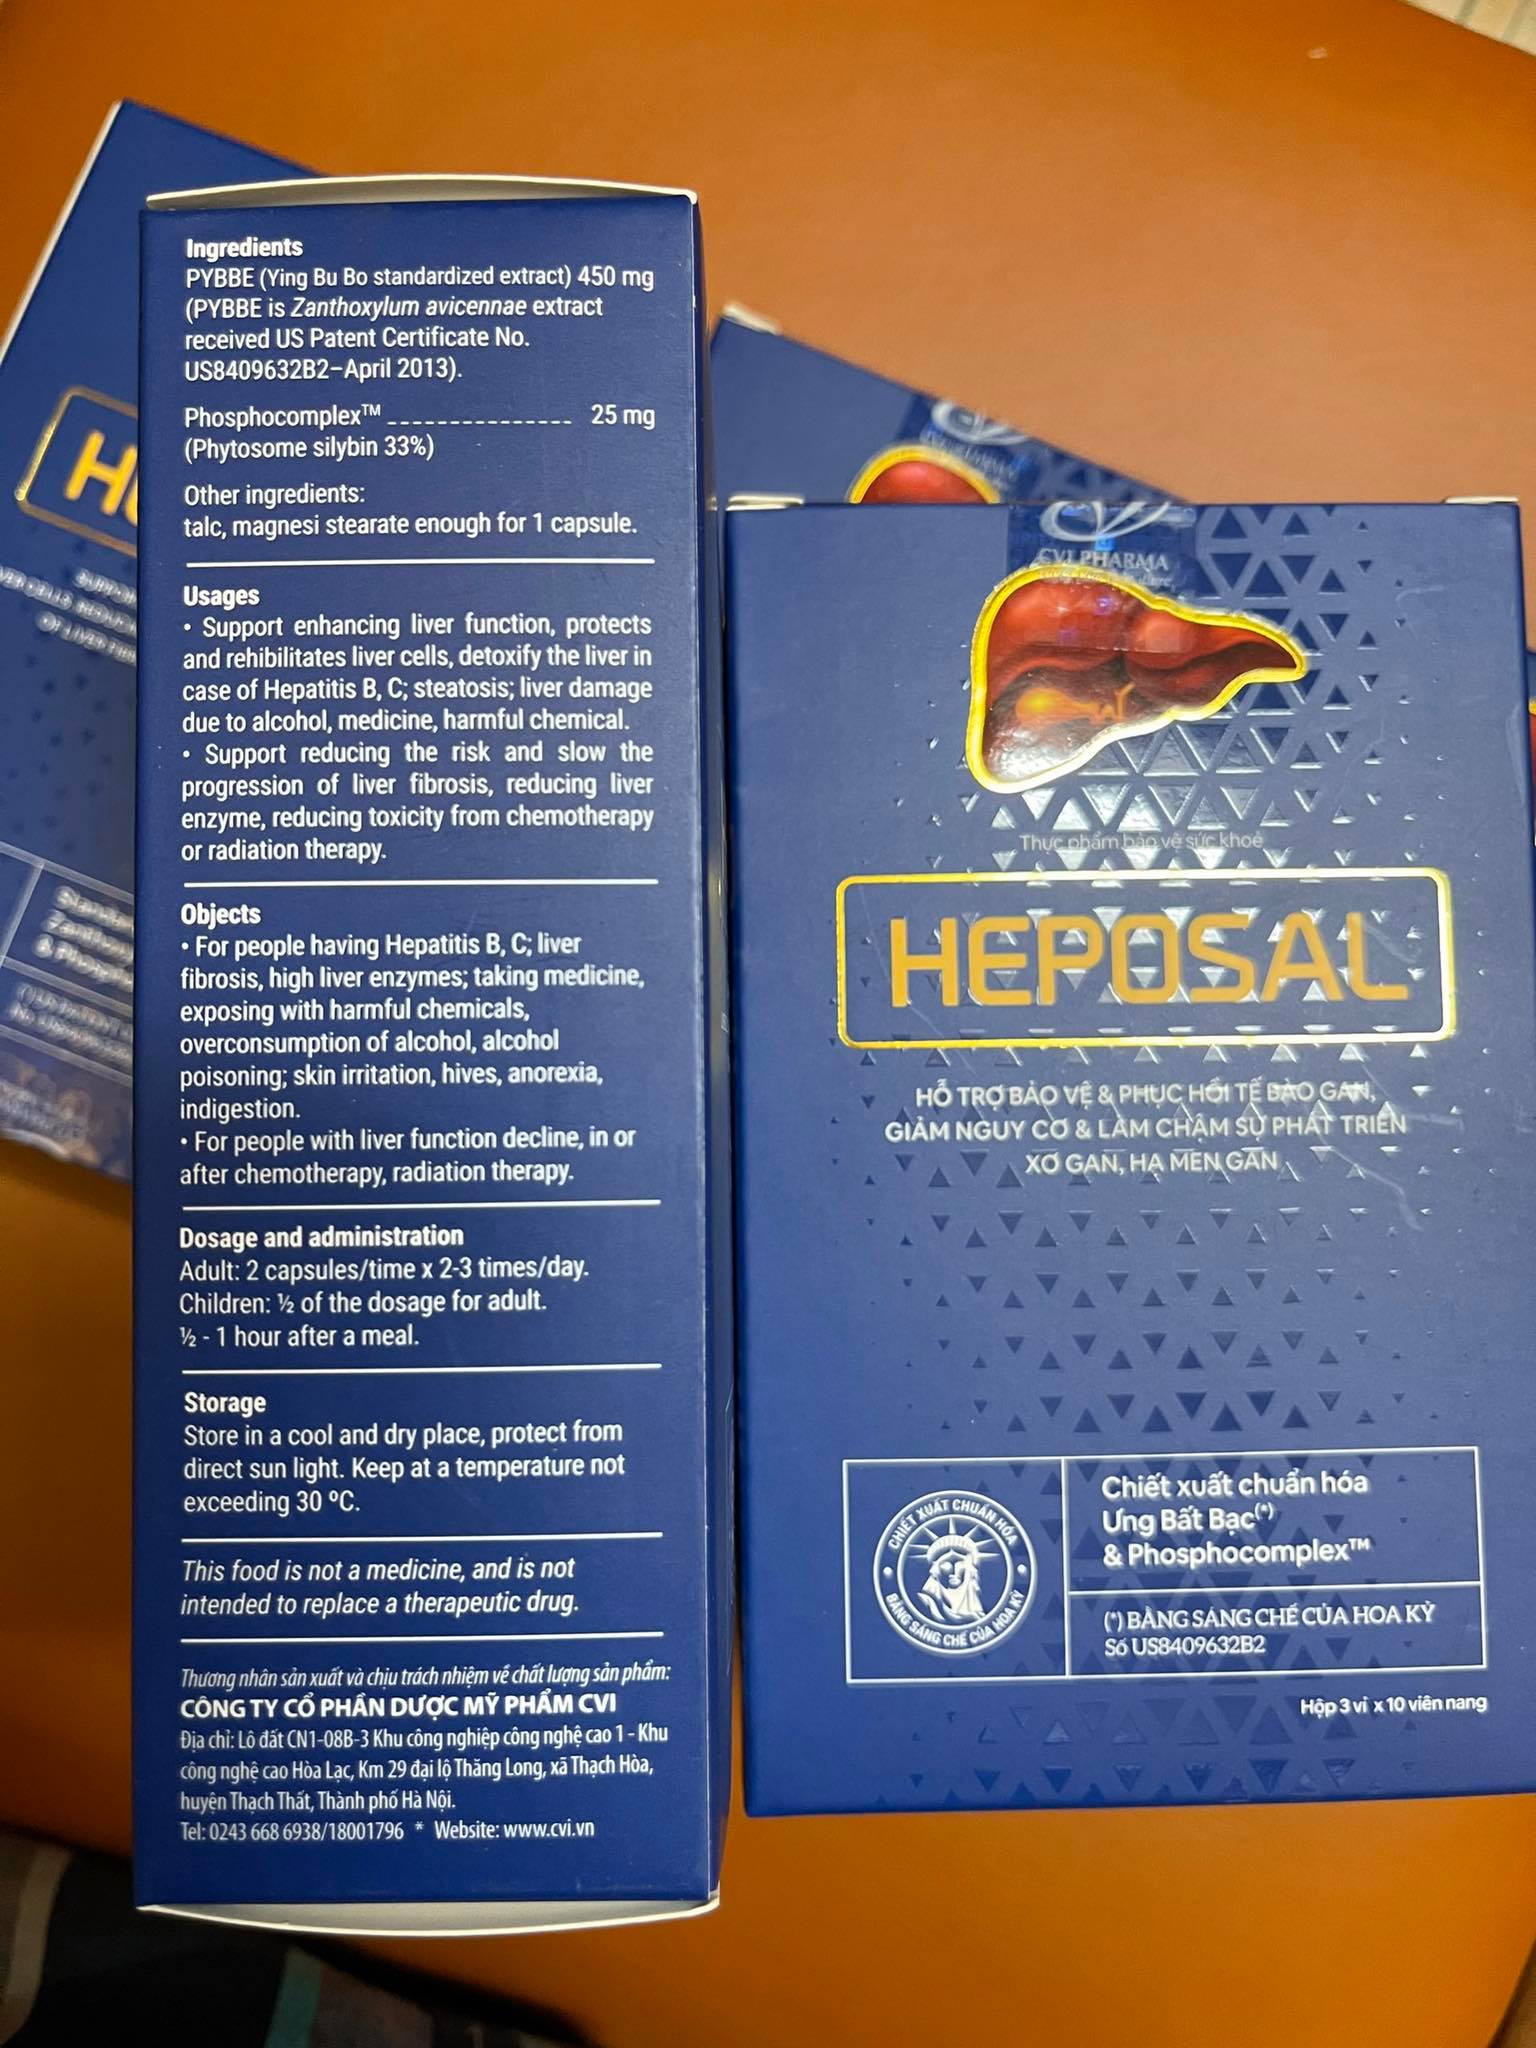 Ingredients
PYBBE (Ying Bu Bo standardized extract) 450 mg
(PYBBE is Zanthoxylum avicennae extract
received US Patent Certificate No.
US8409632B2–April 2013).
Phosphocomplex™ ---------------- 25 mg
(Phytosome silybin 33%)
Other ingredients:
talc, magnesi stearate enough for 1 capsule.
Usages
• Support enhancing liver function, protects
and rehibilitates liver cells, detoxify the liver in
case of Hepatitis B, C; steatosis; liver damage
due to alcohol, medicine, harmful chemical.
• Support reducing the risk and slow the
progression of liver fibrosis, reducing liver
enzyme, reducing toxicity from chemotherapy
or radiation therapy.
Objects
• For people having Hepatitis B, C; liver
fibrosis, high liver enzymes; taking medicine,
exposing with harmful chemicals,
overconsumption of alcohol, alcohol
poisoning; skin irritation, hives, anorexia,
indigestion.
• For people with liver function decline, in or
after chemotherapy, radiation therapy.
Dosage and administration
Adult: 2 capsules/time x 2-3 times/day.
Children: ½ of the dosage for adult.
½ - 1 hour after a meal.
Storage
Store in a cool and dry place, protect from
direct sun light. Keep at a temperature not
exceeding 30 ºC.
This food is not a medicine, and is not
intended to replace a therapeutic drug.
Thương nhân sản xuất và chịu trách nhiệm về chất lượng sản phẩm:
CÔNG TY CỔ PHẦN DƯỢC MỸ PHẨM CVI
Địa chỉ: Lô đất CN1-08B-3 Khu công nghiệp công nghệ cao 1 - Khu
công nghệ cao Hòa Lạc, Km 29 đại lộ Thăng Long, xã Thạch Hòa,
huyện Thạch Thất, Thành phố Hà Nội.
Tel: 0243 668 6938/18001796 * Website: www.cvi.vn
CVI PHARMA
Thực phẩm bảo vệ sức khoẻ
HEPOSAL
HỖ TRỢ BẢO VỆ & PHỤC HỒI TẾ BÀO GAN,
GIẢM NGUY CƠ & LÀM CHẬM SỰ PHÁT TRIỂN
XƠ GAN, HẠ MEN GAN
CHIẾT XUẤT CHUẨN HÓA
BẰNG SÁNG CHẾ CỦA HOA KỲ
Chiết xuất chuẩn hóa
Ưng Bất Bạc(*)
& Phosphocomplex™
(*) BẰNG SÁNG CHẾ CỦA HOA KỲ
Số US8409632B2
Hộp 3 vỉ x 10 viên nang